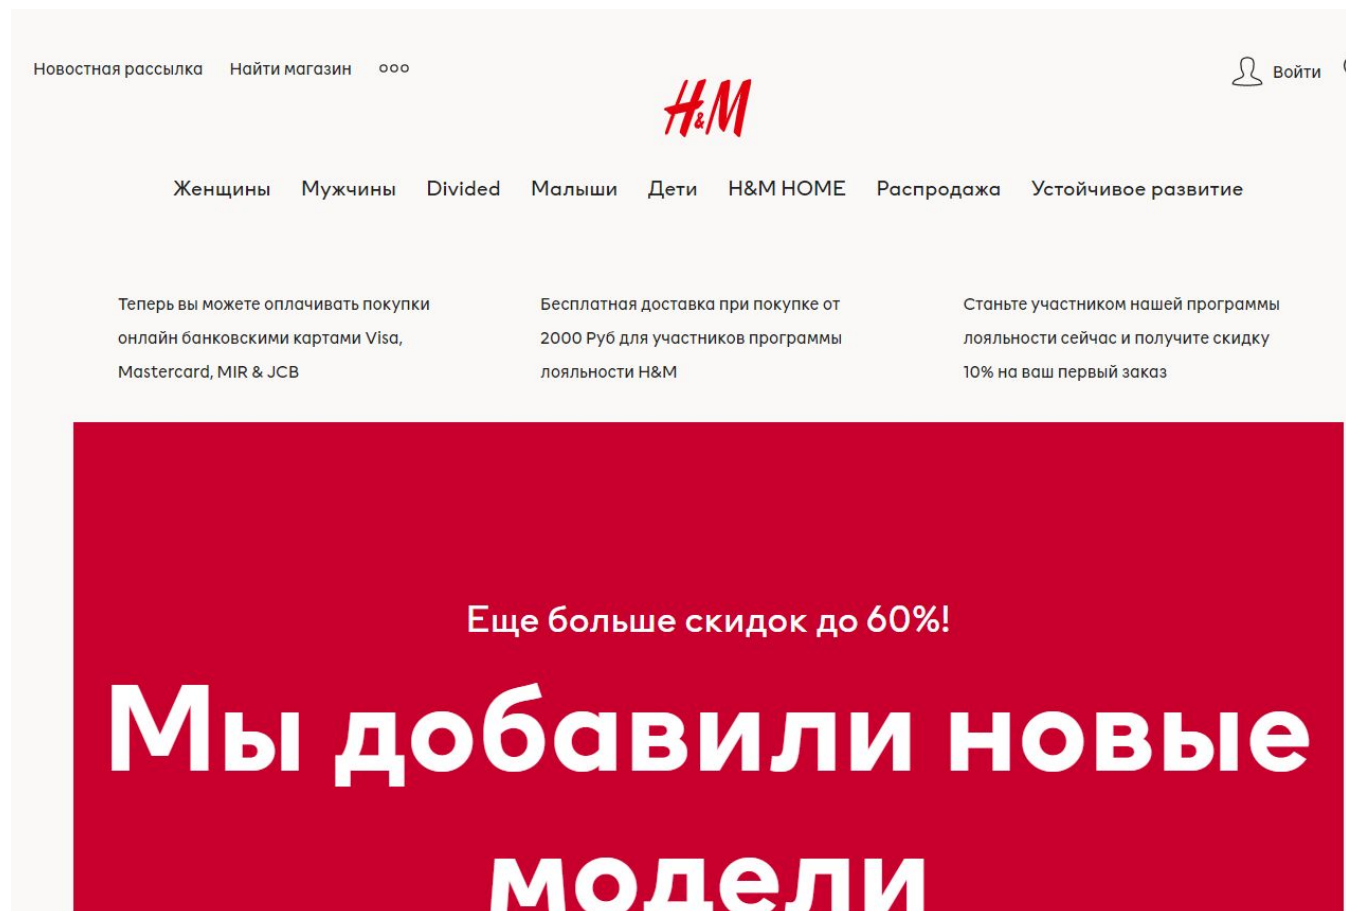 Новостная рассылка Найти магазин ooo
Войти
H&M
Женщины Мужчины Divided Малыши Дети H&M HOME Распродажа Устойчивое развитие
Теперь вы можете оплачивать покупки
онлайн банковскими картами Visa,
Mastercard, MIR & JCB
Бесплатная доставка при покупке от
2000 Руб для участников программы
лояльности H&M
Станьте участником нашей программы
лояльности сейчас и получите скидку
10% на ваш первый заказ
Еще больше скидок до 60%!
Мы добавили новые
модели